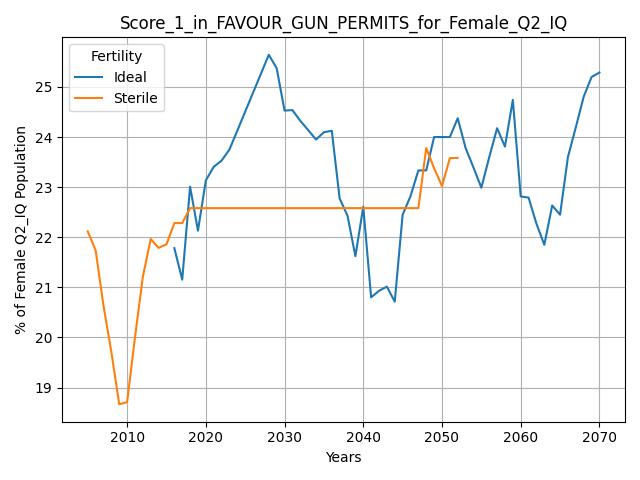 Score_1_in_FAVOUR_GUN_PERMITS_for_Female_Q2_IQ
Fertility
Ideal
Sterile
% of Female Q2_IQ Population
25
24
23
22
21
20
19
2010 2020 2030 2040 2050 2060 2070
Years